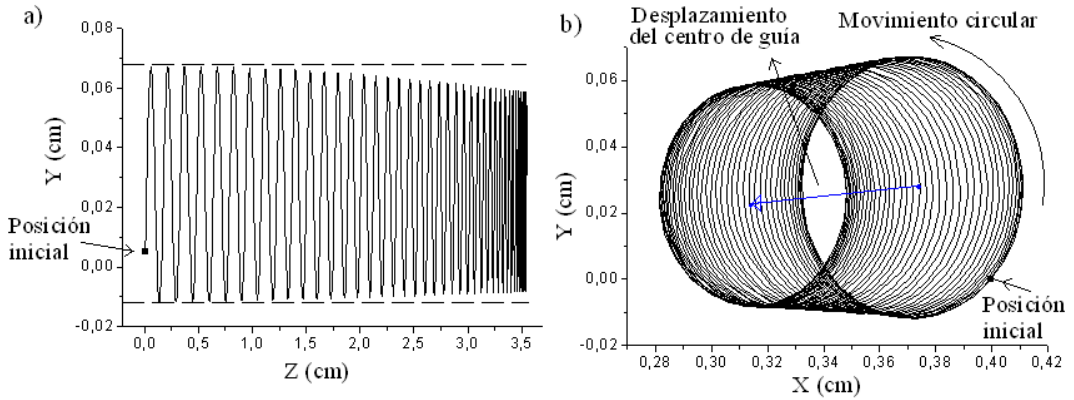 a)
0,08
0,06
0,04
0,02
0,00
-0,02
Y (cm)
Posición
inicial
0,0 0,5 1,0 1,5 2,0 2,5 3,0 3,5
Z (cm)
b)
Desplazamiento
del centro de guía
Movimiento circular
0,06
0,04
0,02
0,00
-0,02
Y (cm)
Posición
inicial
0,28 0,30 0,32 0,34 0,36 0,38 0,40 0,42
X (cm)